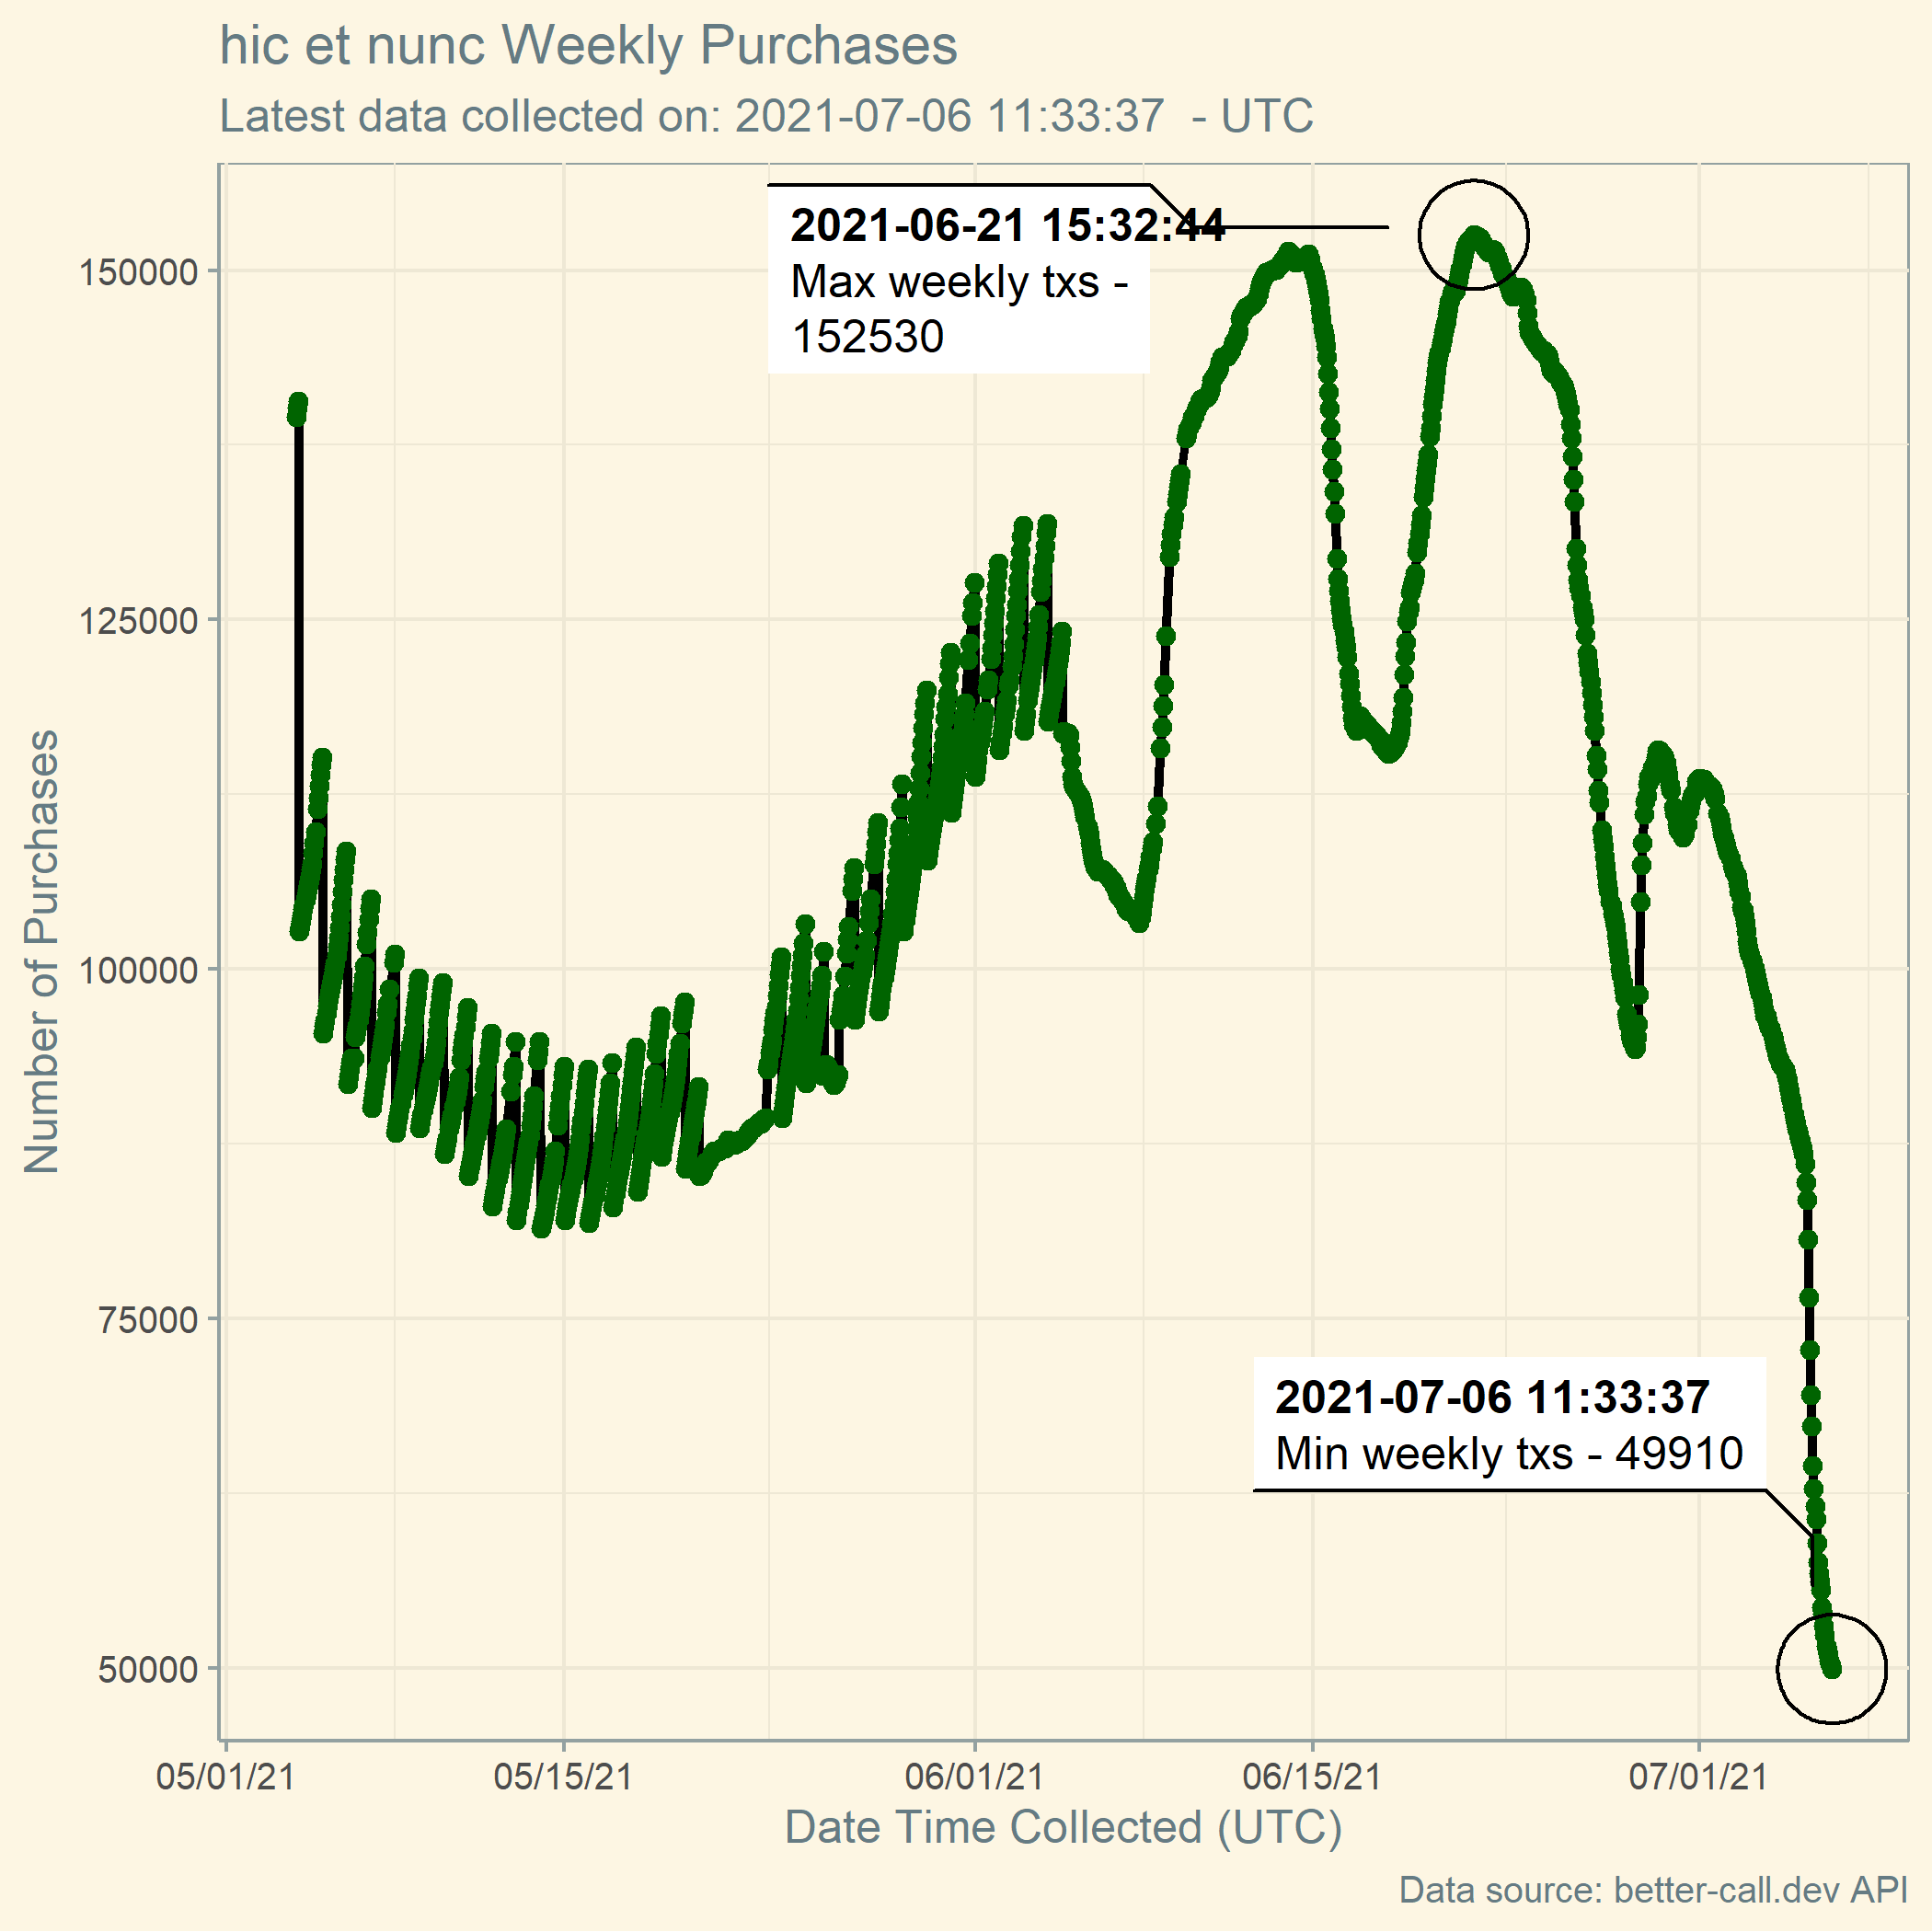 hic et nunc Weekly Purchases
Latest data collected on: 2021-07-06 11:33:37  - UTC
2021-06-21 15:32:44
Max weekly txs -
152530
150000
125000
100000
75000
50000
Number of Purchases
2021-07-06 11:33:37
Min weekly txs - 49910
05/01/21
05/15/21
06/01/21
06/15/21
07/01/21
Date Time Collected (UTC)
Data source: better-call.dev API